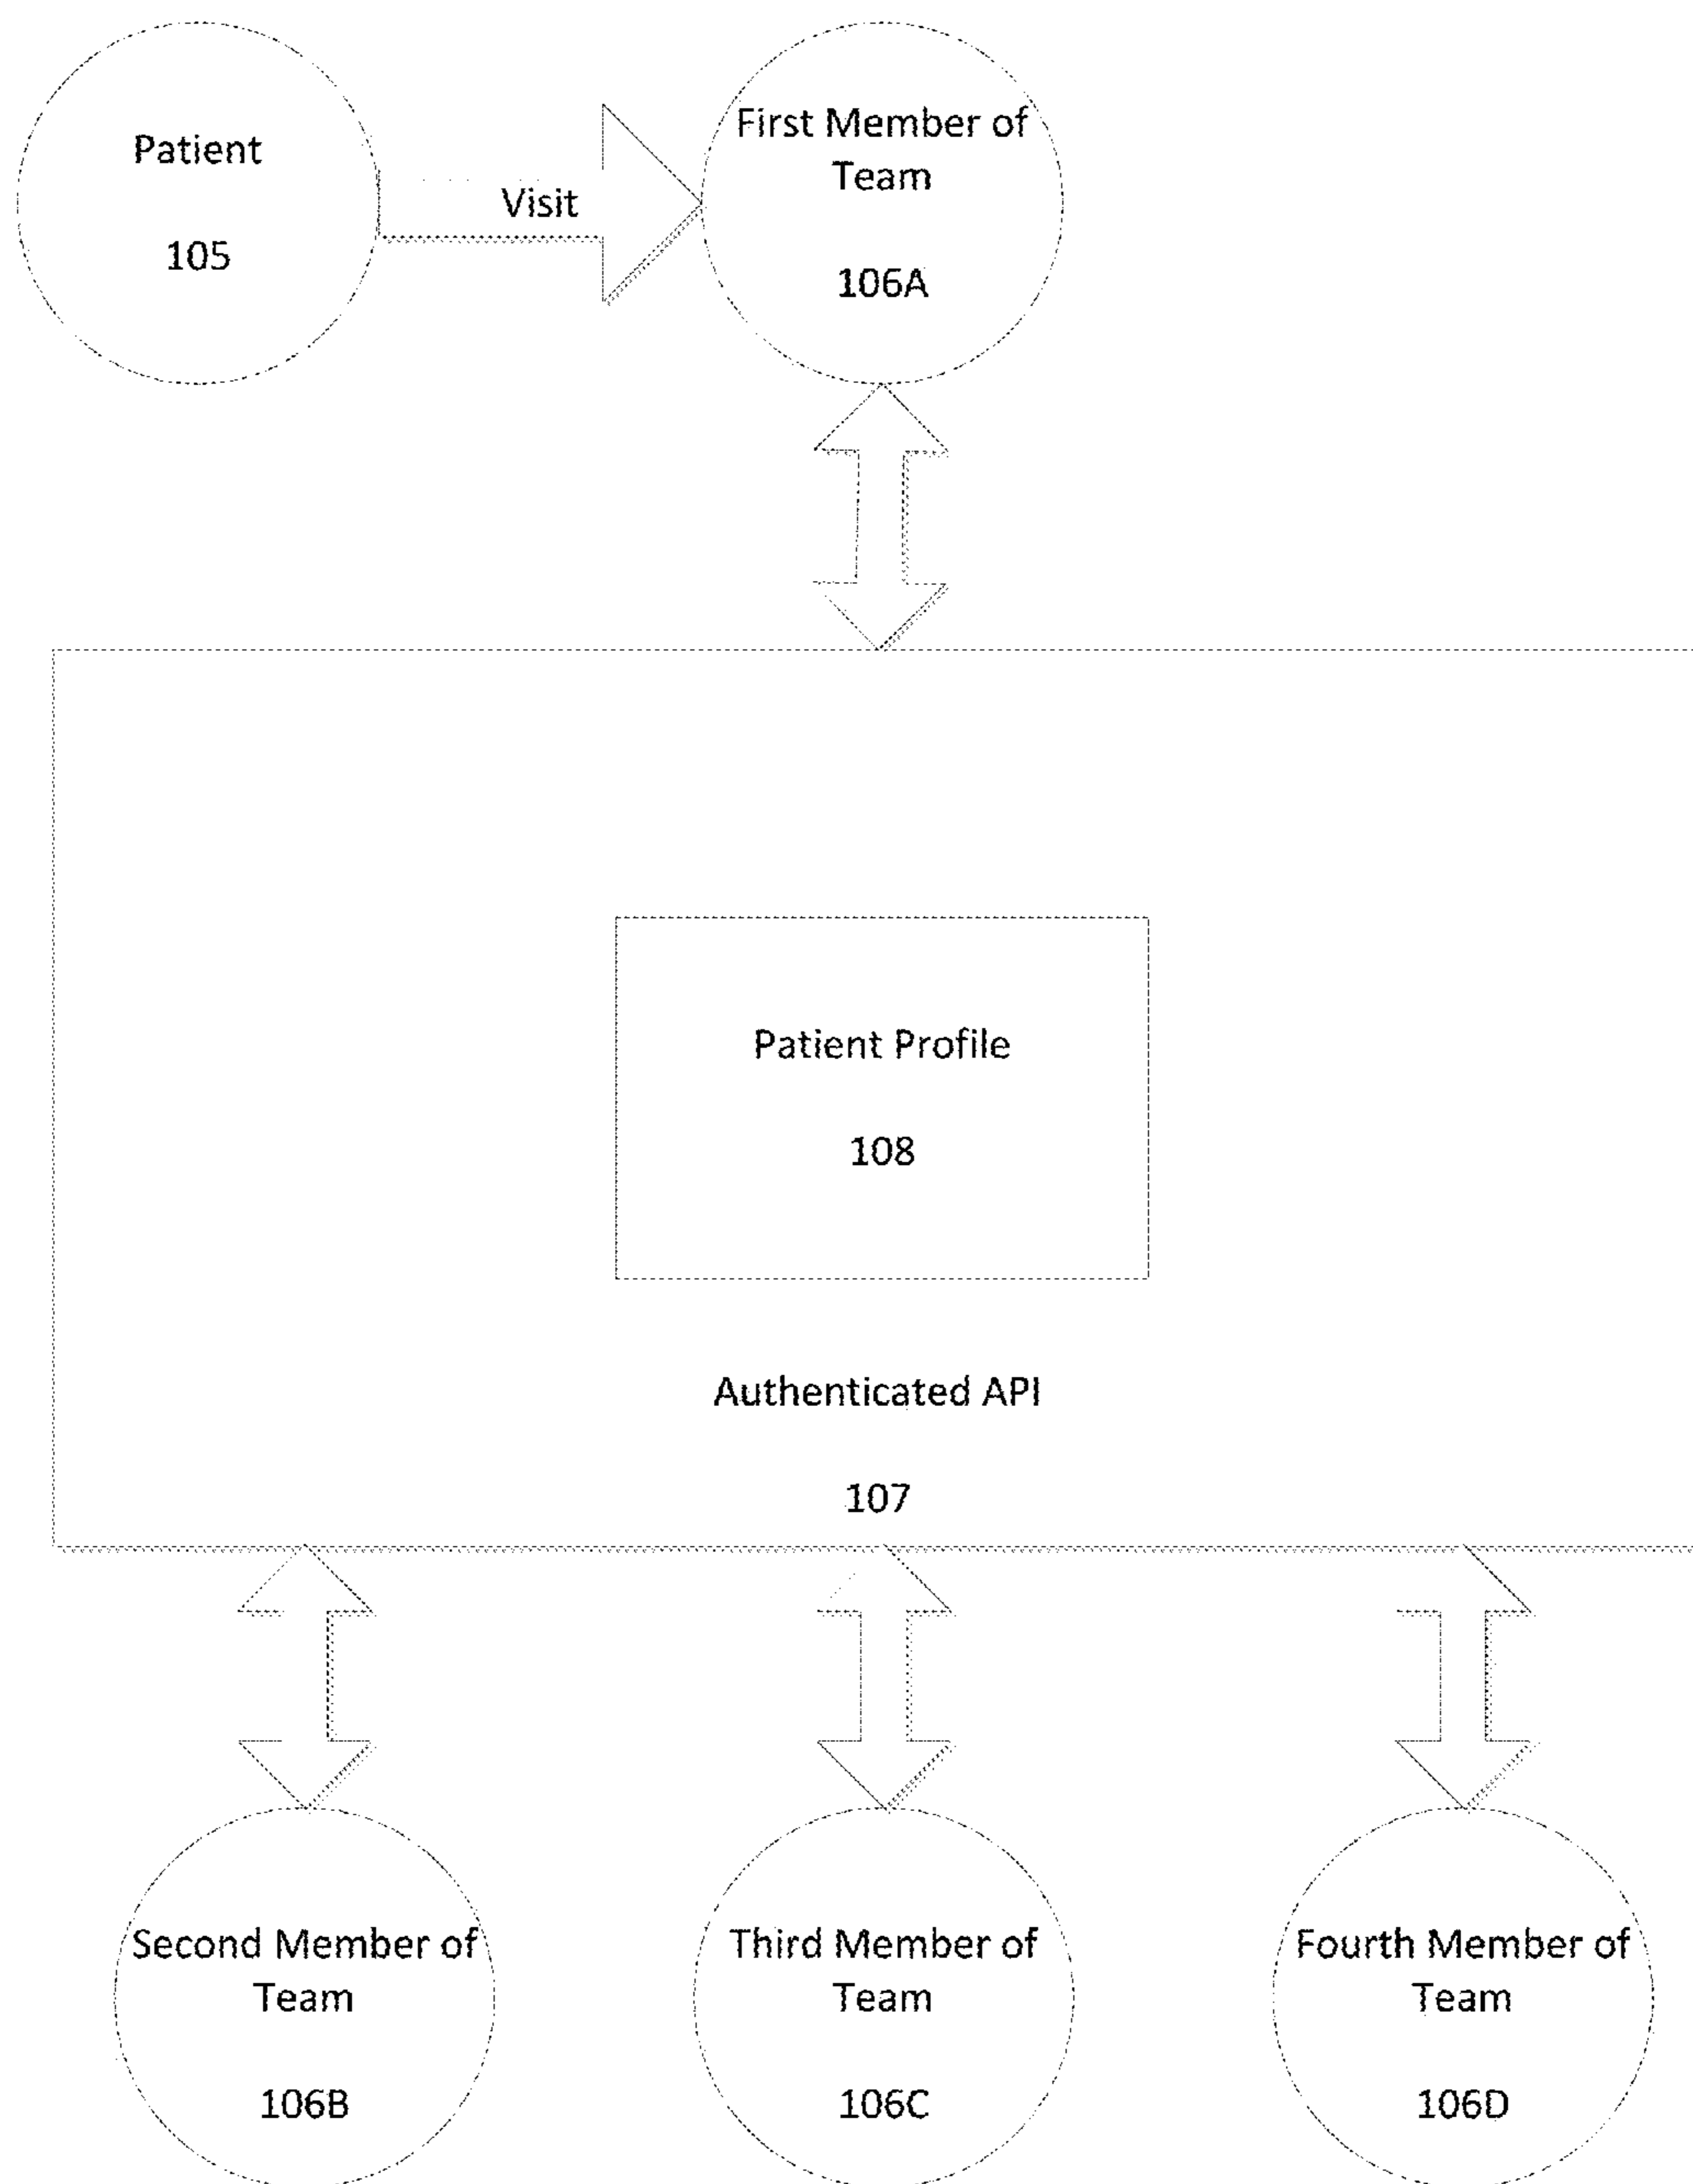 Patient
105
Visit
First Member of
Team
106A
Patient Profile
108
Authenticated API
107
Second Member of
Team
106B
Third Member of
Team
106C
Fourth Member of
Team
106D